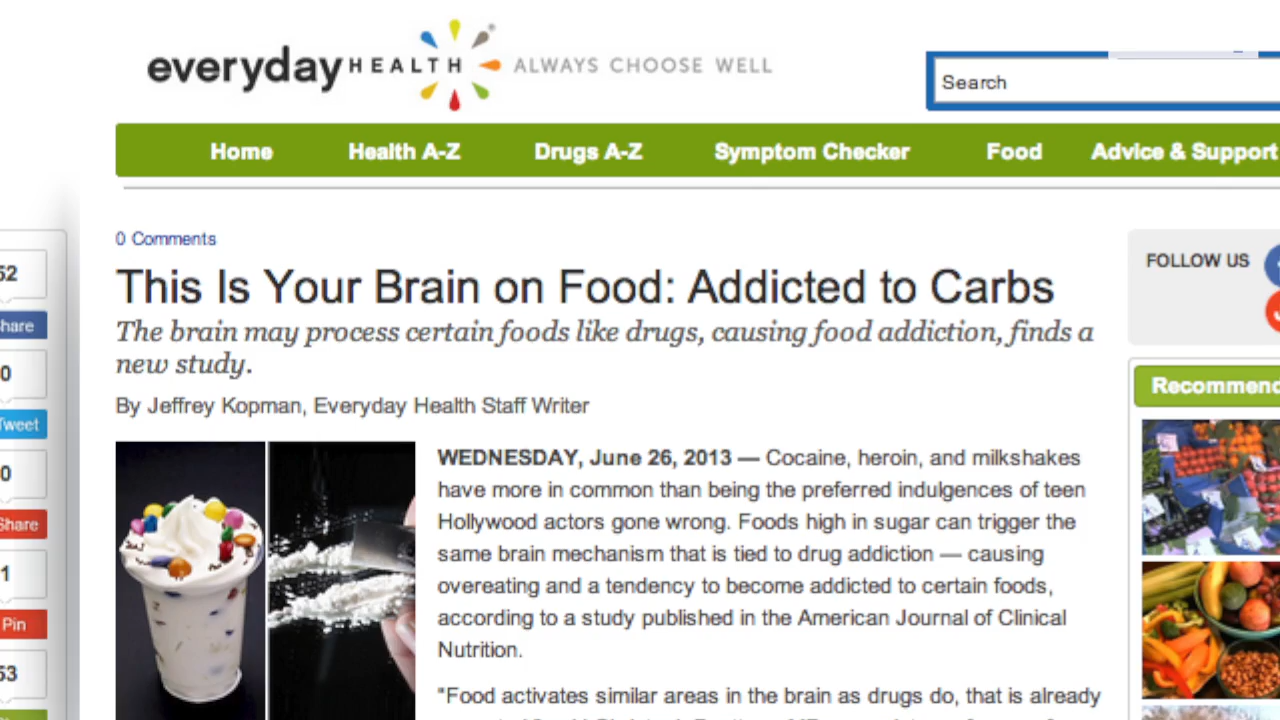 everyday HEALTH ALWAYS CHOOSE WELL
Search
Home Health A-Z Drugs A-Z Symptom Checker Food Advice & Support
0 Comments
This Is Your Brain on Food: Addicted to Carbs
The brain may process certain foods like drugs, causing food addiction, finds a
new study.
By Jeffrey Kopman, Everyday Health Staff Writer
WEDNESDAY, June 26, 2013 — Cocaine, heroin, and milkshakes
have more in common than being the preferred indulgences of teen
Hollywood actors gone wrong. Foods high in sugar can trigger the
same brain mechanism that is tied to drug addiction — causing
overeating and a tendency to become addicted to certain foods,
according to a study published in the American Journal of Clinical
Nutrition.
"Food activates similar areas in the brain as drugs do, that is already
52
hare
0
Tweet
0
Share
1
Pin
53
FOLLOW US
Recommend